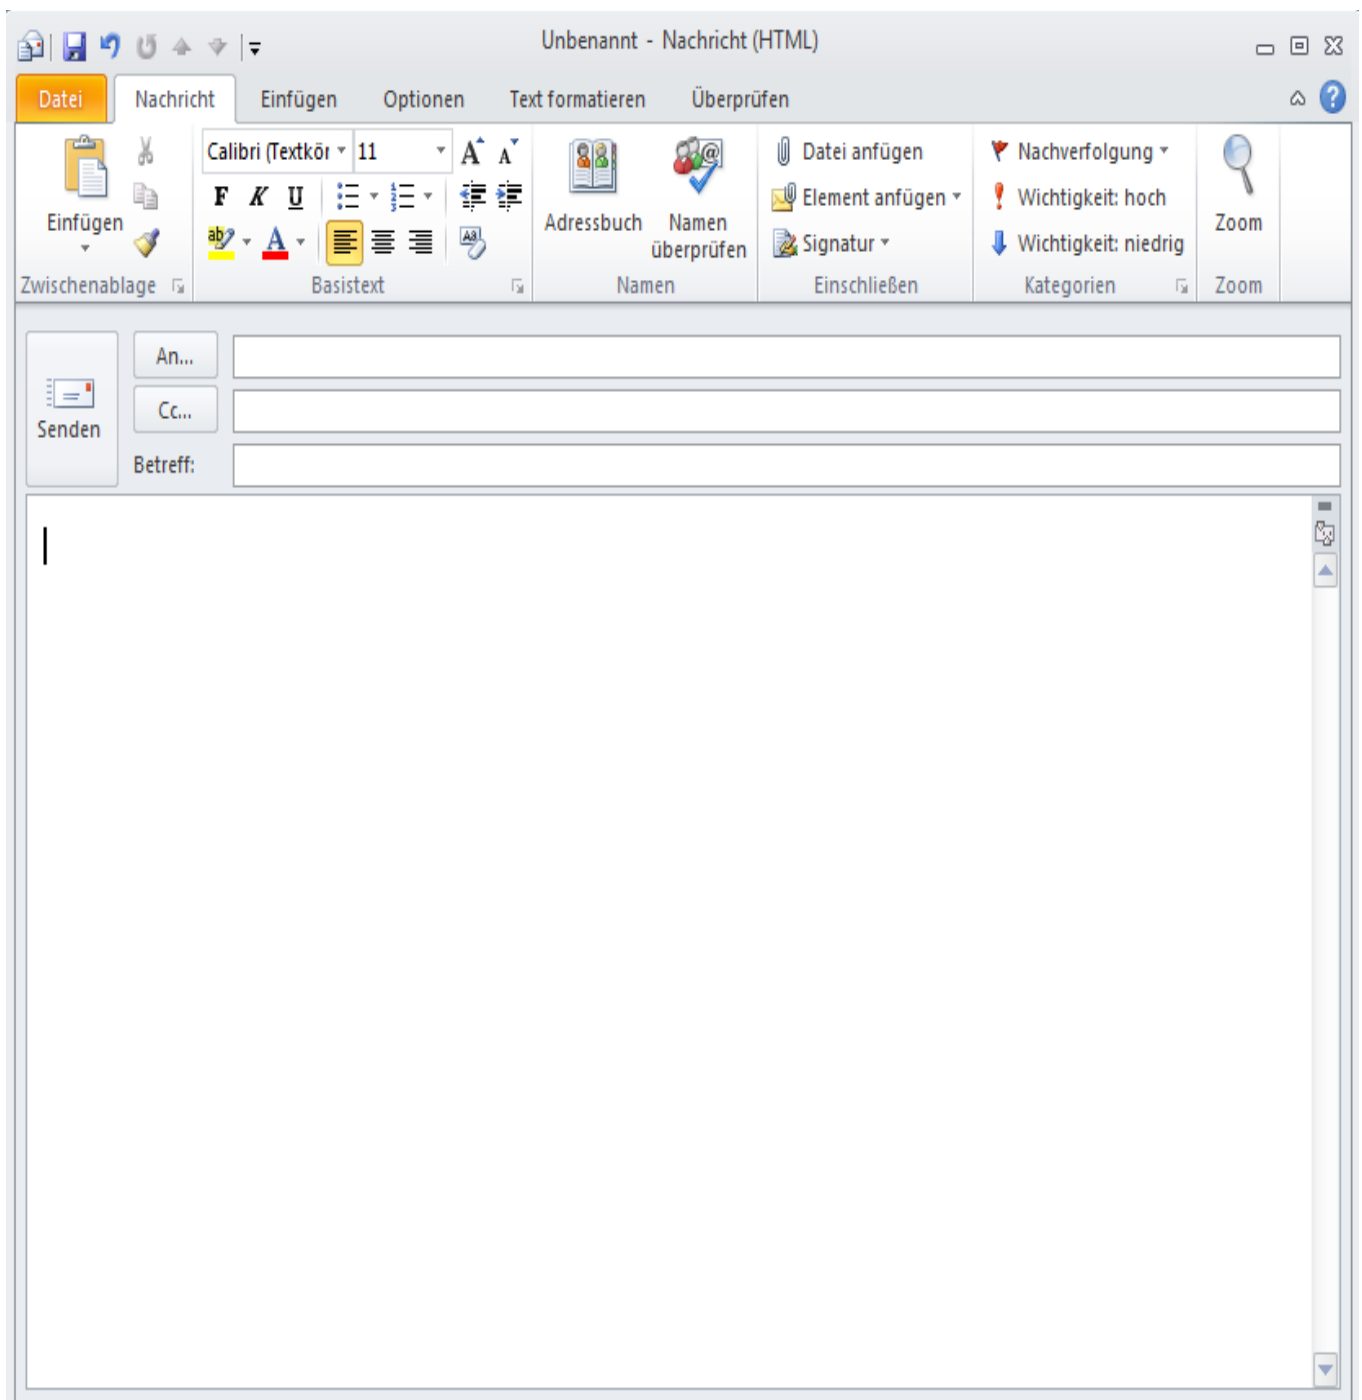 Unbenannt - Nachricht (HTML)
Datei Nachricht Einfügen Optionen Text formatieren Überprüfen
Calibri (Textkör 11
Datei anfügen
Nachverfolgung
F K U
Element anfügen
Wichtigkeit: hoch
Einfügen
Adressbuch
Namen überprüfen
Signatur
Wichtigkeit: niedrig
Zoom
Zwischenablage Basistext Namen Einschließen Kategorien Zoom
An...
Cc...
Senden
Betreff: